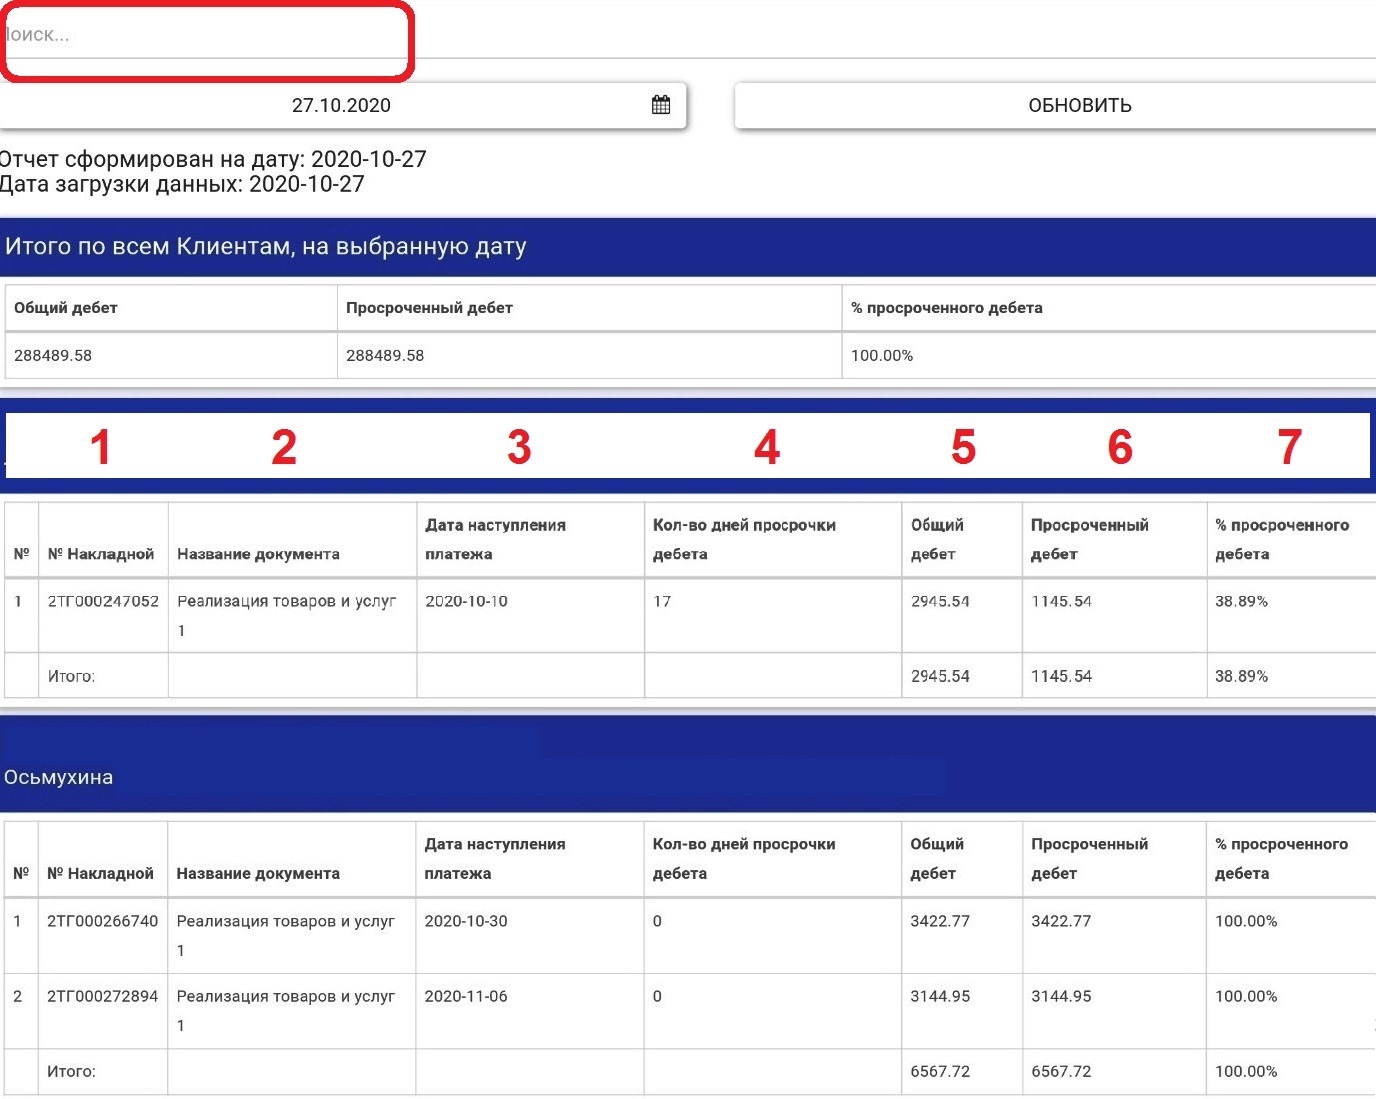 Поиск...
27.10.2020 ОБНОВИТЬ
Отчет сформирован на дату: 2020-10-27
Дата загрузки данных: 2020-10-27
Итого по всем Клиентам, на выбранную дату
Общий дебет Просроченный дебет % просроченного дебета
288489.58 288489.58 100.00%
1 2 3 4 5 6 7
Дата наступления Кол-во дней просрочки Общий Просроченный % просроченного
№ № Накладной Название документа платежа дебета дебет дебет дебета
1 2ТГ000247052 Реализация товаров и услуг 2020-10-10 17 2945.54 1145.54 38.89%
1
Итого: 2945.54 1145.54 38.89%
Осьмухина
Дата наступления Кол-во дней просрочки Общий Просроченный % просроченного
№ № Накладной Название документа платежа дебета дебет дебет дебета
1 2ТГ000266740 Реализация товаров и услуг 2020-10-30 0 3422.77 3422.77 100.00%
1
2 2ТГ000272894 Реализация товаров и услуг 2020-11-06 0 3144.95 3144.95 100.00%
1
Итого: 6567.72 6567.72 100.00%